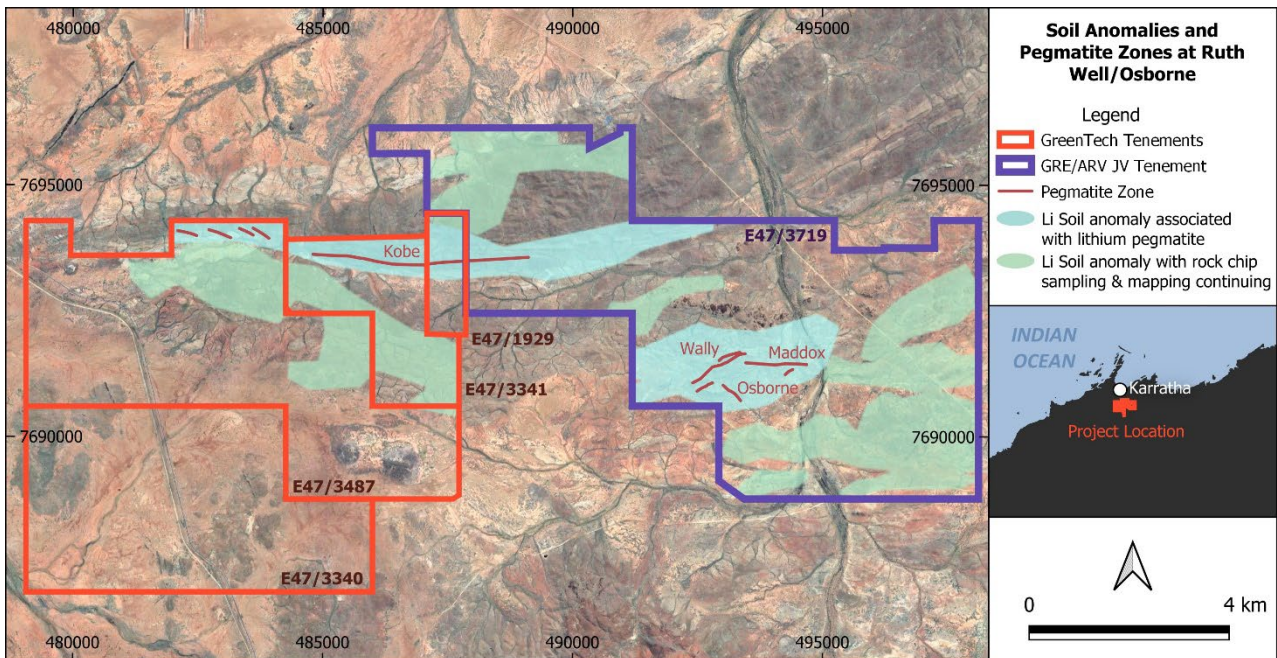 480000
485000
490000
495000
7695000
7695000
E47/3719
Kobe
E47/1929
Wally
Maddox
E47/3341
Osborne
7690000
7690000
E47/3487
E47/3340
480000
485000
490000
495000
Soil Anomalies and
Pegmatite Zones at Ruth
Well/Osborne
Legend
GreenTech Tenements
GRE/ARV JV Tenement
Pegmatite Zone
Li Soil anomaly associated
with lithium pegmatite
Li Soil anomaly with rock chip
sampling & mapping continuing
INDIAN
OCEAN
Karratha
Project Location
0
4 km